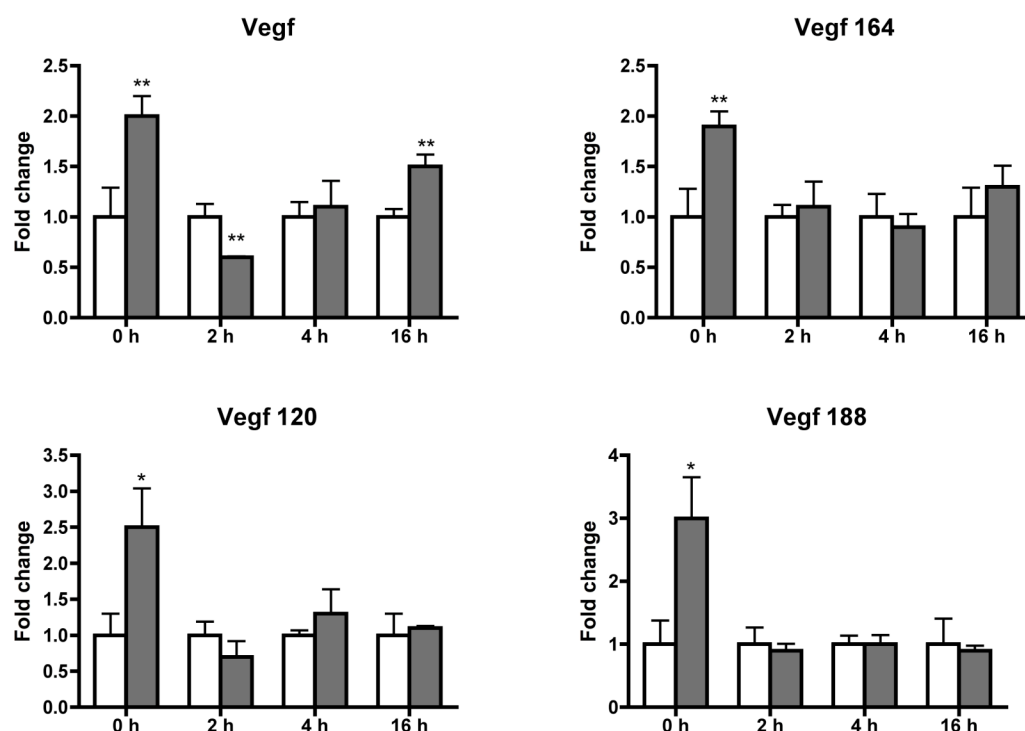 Vegf
Fold change
2.5
2.0
1.5
1.0
0.5
0.0
**
**
**
0 h 2 h 4 h 16 h
Vegf 164
Fold change
2.5
2.0
1.5
1.0
0.5
0.0
**
0 h 2 h 4 h 16 h
Vegf 120
Fold change
3.5
3.0
2.5
2.0
1.5
1.0
0.5
0.0
*
0 h 2 h 4 h 16 h
Vegf 188
Fold change
4
3
2
1
0
*
0 h 2 h 4 h 16 h